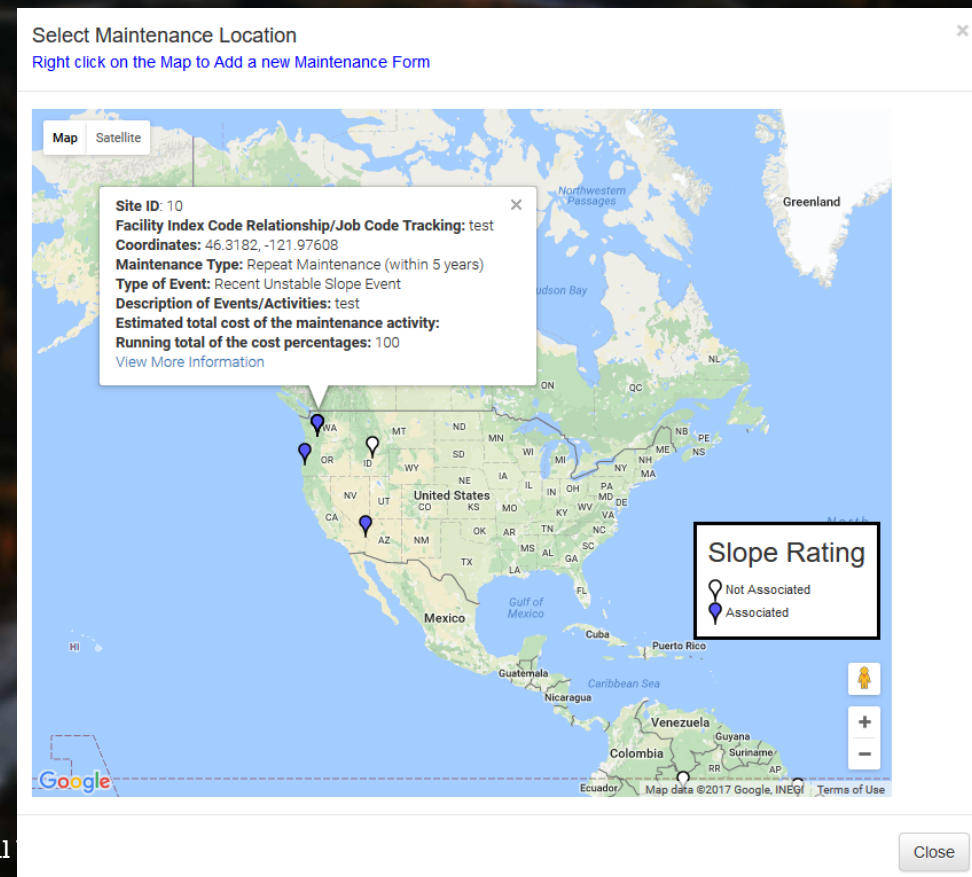 Select Maintenance Location
×
Right click on the Map to Add a new Maintenance Form
Map Satellite
Site ID: 10
×
Facility Index Code Relationship/Job Code Tracking: test
Coordinates: 46.3182, -121.97608
Maintenance Type: Repeat Maintenance (within 5 years)
Type of Event: Recent Unstable Slope Event
Description of Events/Activities: test
Estimated total cost of the maintenance activity:
Running total of the cost percentages: 100
View More Information
Northwestern
Passages
Greenland
udson Bay
NL
ON
QC
WA
MT
ND
MN
NB
PE
OR
ID
WY
SD
WI
MI
NY
NH
ME
NS
MA
NE
IA
IL
IN
OH
PA
NV
UT
United States
CO
KS
MO
KY
WV
MD
DE
VA
CA
AZ
NM
OK
AR
TN
NC
MS
AL
GA
SC
TX
LA
FL
Gulf of
Mexico
Mexico
Cuba
Puerto Rico
HI
Guatemala
Caribbean Sea
Nicaragua
Venezuela
Guyana
Colombia
Suriname
RR
AP
Ecuador
North
Slope Rating
Not Associated
Associated
+
−
Google
Map data ©2017 Google, INEGI Terms of Use
Close